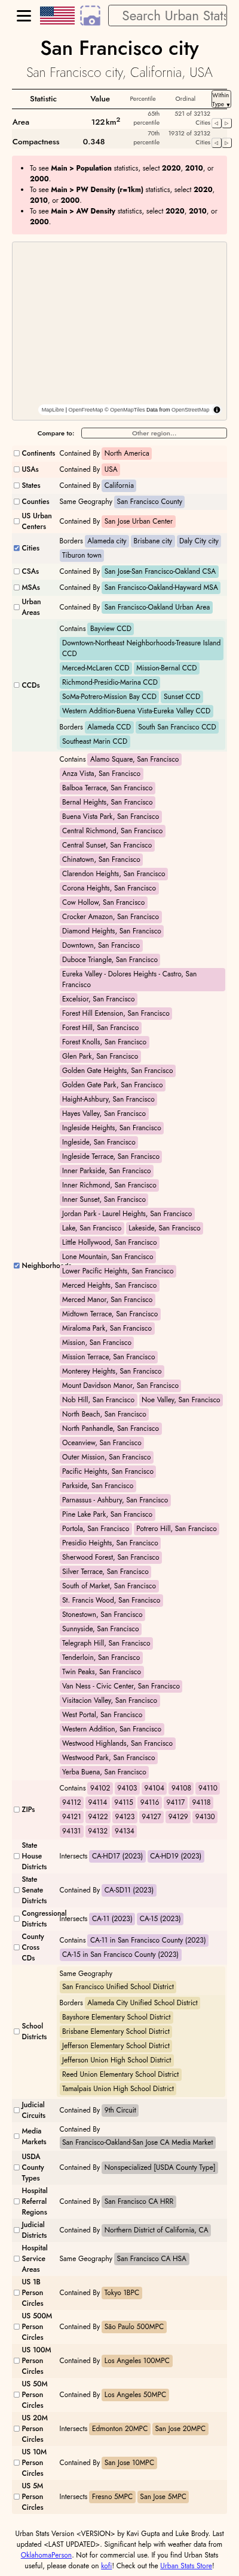 Search Urban Stats
San Francisco city
San Francisco city, California, USA
Statistic Value Percentile Ordinal Within Type ▾
Area 122 km² 65th percentile 521 of 32132 Cities ◁ ▷
Compactness 0.348 70th percentile 19312 of 32132 Cities ◁ ▷
• To see Main > Population statistics, select 2020, 2010, or
2000.
• To see Main > PW Density (r=1km) statistics, select 2020,
2010, or 2000.
• To see Main > AW Density statistics, select 2020, 2010, or
2000.
MapLibre | OpenFreeMap © OpenMapTiles Data from OpenStreetMap
Compare to: Other region...
Continents Contained By North America
USAs Contained By USA
States Contained By California
Counties Same Geography San Francisco County
US Urban Centers Contained By San Jose Urban Center
Cities Borders Alameda city Brisbane city Daly City city
Tiburon town
CSAs Contained By San Jose-San Francisco-Oakland CSA
MSAs Contained By San Francisco-Oakland-Hayward MSA
Urban Areas Contained By San Francisco-Oakland Urban Area
CCDs Contains Bayview CCD
Downtown-Northeast Neighborhoods-Treasure Island
CCD
Merced-McLaren CCD Mission-Bernal CCD
Richmond-Presidio-Marina CCD
SoMa-Potrero-Mission Bay CCD Sunset CCD
Western Addition-Buena Vista-Eureka Valley CCD
Borders Alameda CCD South San Francisco CCD
Southeast Marin CCD
Neighborhoods Contains Alamo Square, San Francisco
Anza Vista, San Francisco
Balboa Terrace, San Francisco
Bernal Heights, San Francisco
Buena Vista Park, San Francisco
Central Richmond, San Francisco
Central Sunset, San Francisco
Chinatown, San Francisco
Clarendon Heights, San Francisco
Corona Heights, San Francisco
Cow Hollow, San Francisco
Crocker Amazon, San Francisco
Diamond Heights, San Francisco
Downtown, San Francisco
Duboce Triangle, San Francisco
Eureka Valley - Dolores Heights - Castro, San
Francisco
Excelsior, San Francisco
Forest Hill Extension, San Francisco
Forest Hill, San Francisco
Forest Knolls, San Francisco
Glen Park, San Francisco
Golden Gate Heights, San Francisco
Golden Gate Park, San Francisco
Haight-Ashbury, San Francisco
Hayes Valley, San Francisco
Ingleside Heights, San Francisco
Ingleside, San Francisco
Ingleside Terrace, San Francisco
Inner Parkside, San Francisco
Inner Richmond, San Francisco
Inner Sunset, San Francisco
Jordan Park - Laurel Heights, San Francisco
Lake, San Francisco Lakeside, San Francisco
Little Hollywood, San Francisco
Lone Mountain, San Francisco
Lower Pacific Heights, San Francisco
Merced Heights, San Francisco
Merced Manor, San Francisco
Midtown Terrace, San Francisco
Miraloma Park, San Francisco
Mission, San Francisco
Mission Terrace, San Francisco
Monterey Heights, San Francisco
Mount Davidson Manor, San Francisco
Nob Hill, San Francisco Noe Valley, San Francisco
North Beach, San Francisco
North Panhandle, San Francisco
Oceanview, San Francisco
Outer Mission, San Francisco
Pacific Heights, San Francisco
Parkside, San Francisco
Parnassus - Ashbury, San Francisco
Pine Lake Park, San Francisco
Portola, San Francisco Potrero Hill, San Francisco
Presidio Heights, San Francisco
Sherwood Forest, San Francisco
Silver Terrace, San Francisco
South of Market, San Francisco
St. Francis Wood, San Francisco
Stonestown, San Francisco
Sunnyside, San Francisco
Telegraph Hill, San Francisco
Tenderloin, San Francisco
Twin Peaks, San Francisco
Van Ness - Civic Center, San Francisco
Visitacion Valley, San Francisco
West Portal, San Francisco
Western Addition, San Francisco
Westwood Highlands, San Francisco
Westwood Park, San Francisco
Yerba Buena, San Francisco
ZIPs Contains 94102 94103 94104 94108 94110
94112 94114 94115 94116 94117 94118
94121 94122 94123 94127 94129 94130
94131 94132 94134
State House Districts Intersects CA-HD17 (2023) CA-HD19 (2023)
State Senate Districts Contained By CA-SD11 (2023)
Congressional Districts Intersects CA-11 (2023) CA-15 (2023)
County Cross CDs Contains CA-11 in San Francisco County (2023)
CA-15 in San Francisco County (2023)
School Districts Same Geography
San Francisco Unified School District
Borders Alameda City Unified School District
Bayshore Elementary School District
Brisbane Elementary School District
Jefferson Elementary School District
Jefferson Union High School District
Reed Union Elementary School District
Tamalpais Union High School District
Judicial Circuits Contained By 9th Circuit
Media Markets Contained By
San Francisco-Oakland-San Jose CA Media Market
USDA County Types Contained By Nonspecialized [USDA County Type]
Hospital Referral Regions Contained By San Francisco CA HRR
Judicial Districts Contained By Northern District of California, CA
Hospital Service Areas Same Geography San Francisco CA HSA
US 1B Person Circles Contained By Tokyo 1BPC
US 500M Person Circles Contained By São Paulo 500MPC
US 100M Person Circles Contained By Los Angeles 100MPC
US 50M Person Circles Contained By Los Angeles 50MPC
US 20M Person Circles Intersects Edmonton 20MPC San Jose 20MPC
US 10M Person Circles Contained By San Jose 10MPC
US 5M Person Circles Intersects Fresno 5MPC San Jose 5MPC
Urban Stats Version <VERSION> by Kavi Gupta and Luke Brody. Last
updated <LAST UPDATED>. Significant help with weather data from
OklahomaPerson. Not for commercial use. If you find Urban Stats
useful, please donate on kofi! Check out the Urban Stats Store!